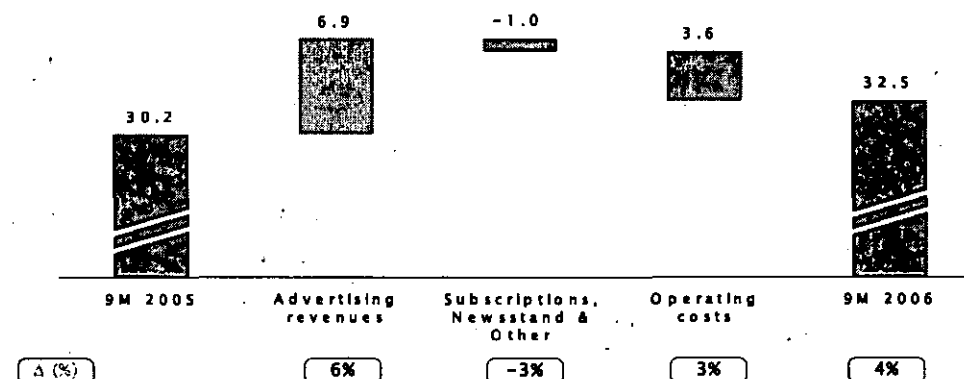 6.9
-1.0
3.6
32.5
30.2
9M 2005
Advertising
revenues
Subscriptions,
Newsstand &
Other
Operating
costs
9M 2006
Δ (%)
6%
-3%
3%
4%